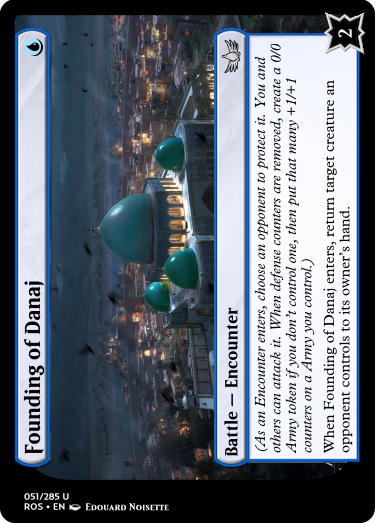 Founding of Danaj
Battle — Encounter
(As an Encounter enters, choose an opponent to protect it. You and
others can attack it. When defense counters are removed, create a 0/0
Army token if you don't control one, then put that many +1/+1
counters on a Army you control.)
When Founding of Danaj enters, return target creature an
opponent controls to its owner's hand.
2
051/285 U
ROS • EN Edouard Noisette